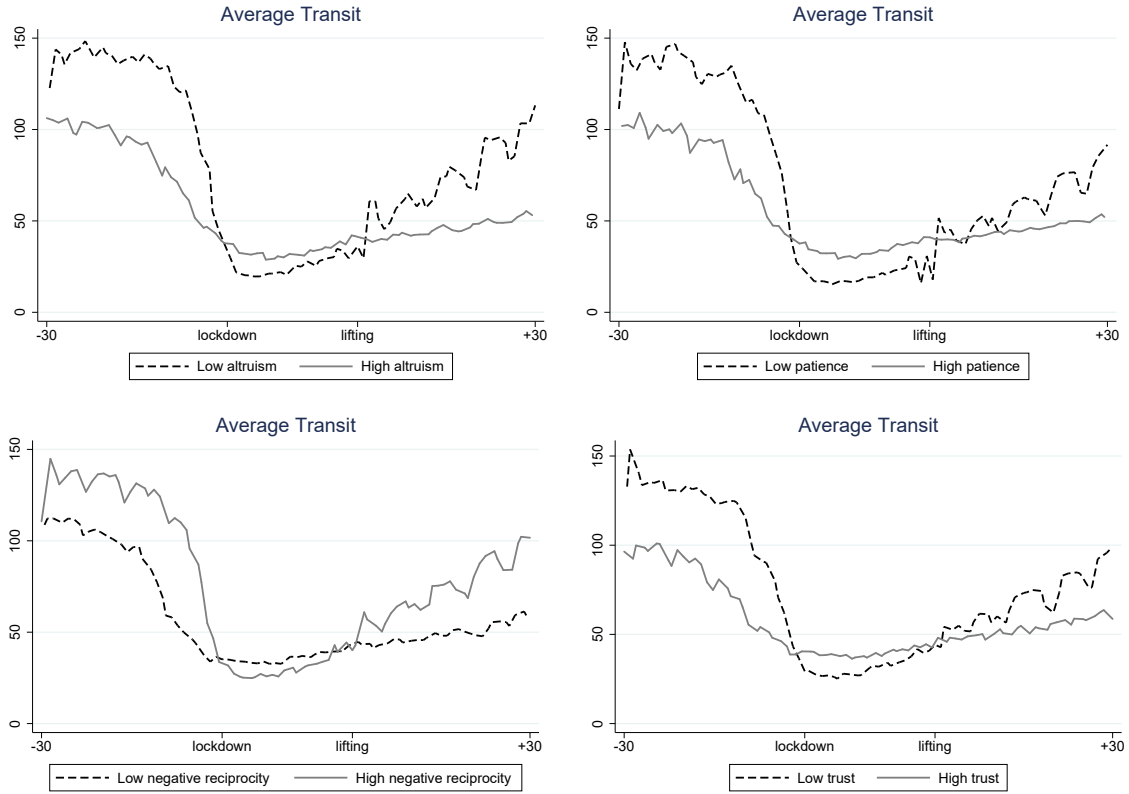 Average Transit
150
100
50
0
-30 lockdown lifting +30
Low altruism High altruism
Average Transit
150
100
50
0
-30 lockdown lifting +30
Low patience High patience
Average Transit
150
100
50
0
-30 lockdown lifting +30
Low negative reciprocity High negative reciprocity
Average Transit
150
100
50
0
-30 lockdown lifting +30
Low trust High trust